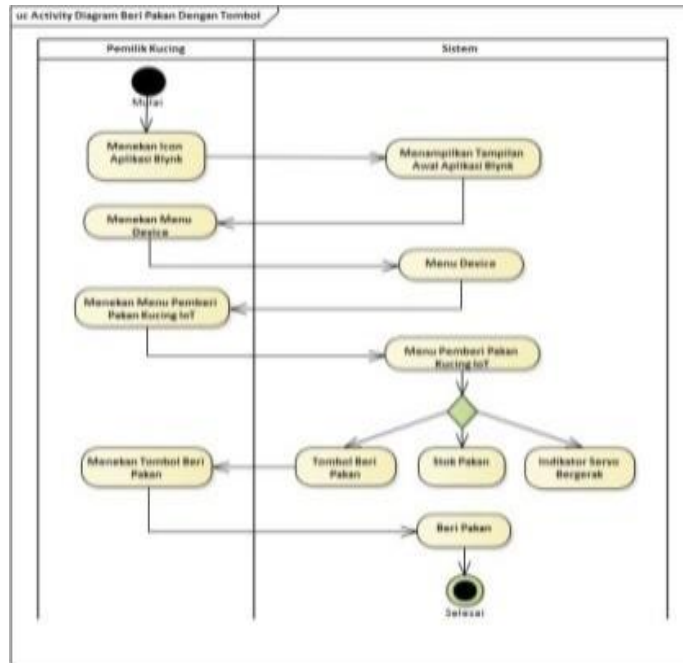 uc Activity Diagram Beri Pakan Dengan Tombol
Pemilik Kucing
Sistem
Mulai
Menekan Icon
Aplikasi Blynk
Menampilkan Tampilan
Awal Aplikasi Blynk
Menekan Menu
Device
Menu Device
Menekan Menu Pemberi
Pakan Kucing IoT
Menu Pemberi Pakan
Kucing IoT
Menekan Tombol Beri
Pakan
Tombol Beri
Pakan
Stok Pakan
Indikator Servo
Bergerak
Beri Pakan
Selesai